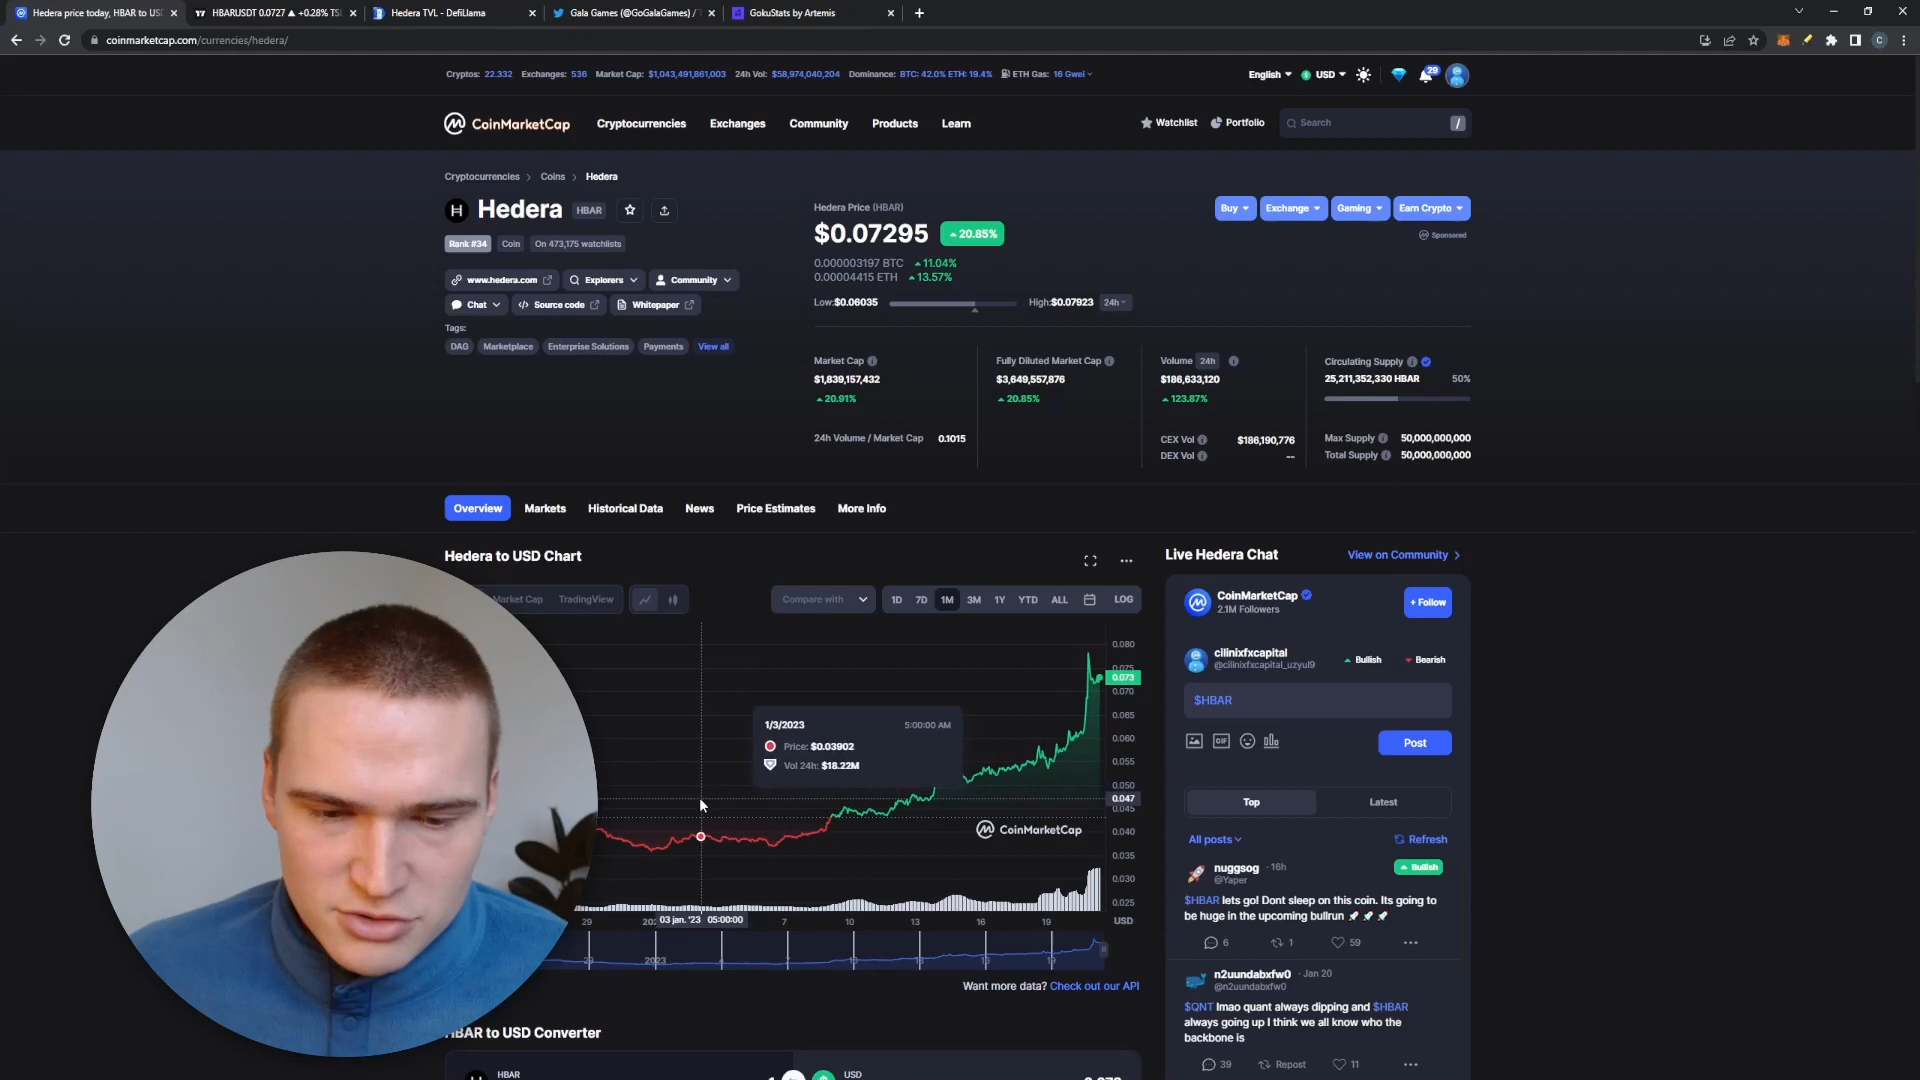 Hedera price today, HBAR to USD
HBARUSDT 0.0727 ▲ +0.28%
Hedera TVL - DefiLlama
Gala Games (@GoGalaGames) /
GokuStats by Artemis
coinmarketcap.com/currencies/hedera/
Cryptos: 22.332 Exchanges: 536 Market Cap: $1,043,491,861,003 24h Vol: $58,974,040,204 Dominance: BTC: 42.0% ETH: 19.4% ETH Gas: 16 Gwei
English USD 29
CoinMarketCap Cryptocurrencies Exchanges Community Products Learn
Watchlist Portfolio Search /
Cryptocurrencies > Coins > Hedera
Hedera HBAR
Rank #34 Coin On 473,175 watchlists
www.hedera.com Explorers Community
Chat Source code Whitepaper
Tags:
DAG Marketplace Enterprise Solutions Payments View all
Hedera Price (HBAR)
$0.07295 20.85%
0.000003197 BTC 11.04%
0.00004415 ETH 13.57%
Low:$0.06035 High:$0.07923 24h
Buy Exchange Gaming Earn Crypto
Sponsored
Market Cap
$1,839,157,432
20.91%
24h Volume / Market Cap 0.1015
Fully Diluted Market Cap
$3,649,557,876
20.85%
Volume 24h
$186,633,120
123.87%
CEX Vol $186,190,776
DEX Vol --
Circulating Supply
25,211,352,330 HBAR 50%
Max Supply 50,000,000,000
Total Supply 50,000,000,000
Overview Markets Historical Data News Price Estimates More Info
Hedera to USD Chart
Market Cap TradingView
Compare with
1D 7D 1M 3M 1Y YTD ALL LOG
0.080
0.075
0.073
0.070
0.065
0.060
0.055
0.050
0.047
0.045
0.040
0.035
0.030
0.025
USD
1/3/2023 5:00:00 AM
Price: $0.03902
Vol 24h: $18.22M
CoinMarketCap
29 03 jan. '23 05:00:00 7 10 13 16 19
29 2023 4 7 10 13 16 19
Want more data? Check out our API
HBAR to USD Converter
HBAR
USD
Live Hedera Chat View on Community
CoinMarketCap
2.1M Followers
+ Follow
cilinixfxcapital
@cilinixfxcapital_uzyul9
Bullish Bearish
$HBAR
GIF
Post
Top Latest
All posts Refresh
nuggsog · 16h
@Yaper
Bullish
$HBAR lets go! Dont sleep on this coin. Its going
to be huge in the upcoming bullrun
6 1 59
n2uundabxfw0 · Jan 20
@n2uundabxfw0
$QNT lmao quant always dipping and $HBAR
always going up I think we all know who the
backbone is
39 Repost 11